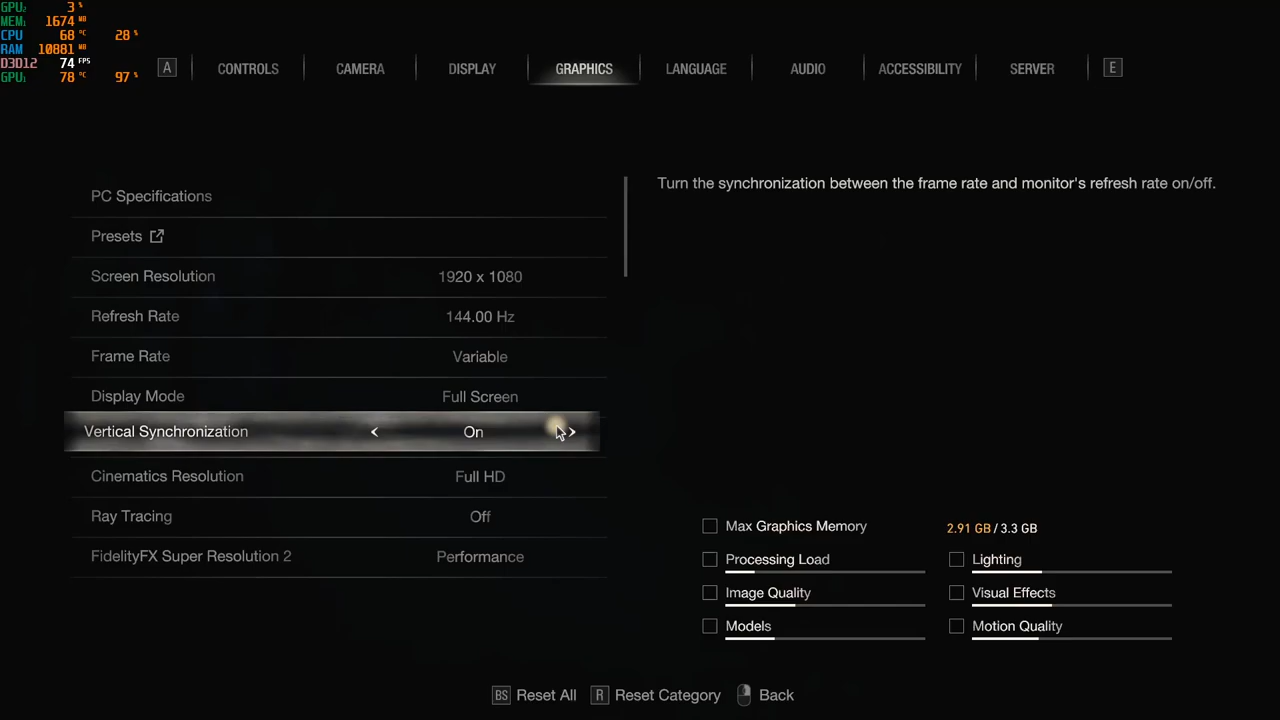 GPU₂ 3 %
MEM₁ 1674 MB
CPU 68 °C 28 %
RAM 10881 MB
D3D12 74 FPS
GPU₁ 78 °C 97 %
A CONTROLS CAMERA DISPLAY GRAPHICS LANGUAGE AUDIO ACCESSIBILITY SERVER E
PC Specifications
Presets
Screen Resolution 1920 x 1080
Refresh Rate 144.00 Hz
Frame Rate Variable
Display Mode Full Screen
Vertical Synchronization < On >
Cinematics Resolution Full HD
Ray Tracing Off
FidelityFX Super Resolution 2 Performance
Turn the synchronization between the frame rate and monitor's refresh rate on/off.
Max Graphics Memory 2.91 GB / 3.3 GB
Processing Load Lighting
Image Quality Visual Effects
Models Motion Quality
BS Reset All R Reset Category Back